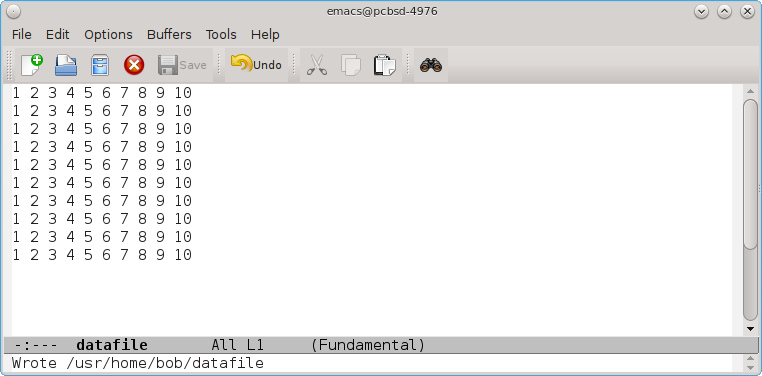 emacs@pcbsd-4976
File Edit Options Buffers Tools Help
Save Undo
1 2 3 4 5 6 7 8 9 10
1 2 3 4 5 6 7 8 9 10
1 2 3 4 5 6 7 8 9 10
1 2 3 4 5 6 7 8 9 10
1 2 3 4 5 6 7 8 9 10
1 2 3 4 5 6 7 8 9 10
1 2 3 4 5 6 7 8 9 10
1 2 3 4 5 6 7 8 9 10
1 2 3 4 5 6 7 8 9 10
1 2 3 4 5 6 7 8 9 10
-:--- datafile All L1 (Fundamental)
Wrote /usr/home/bob/datafile